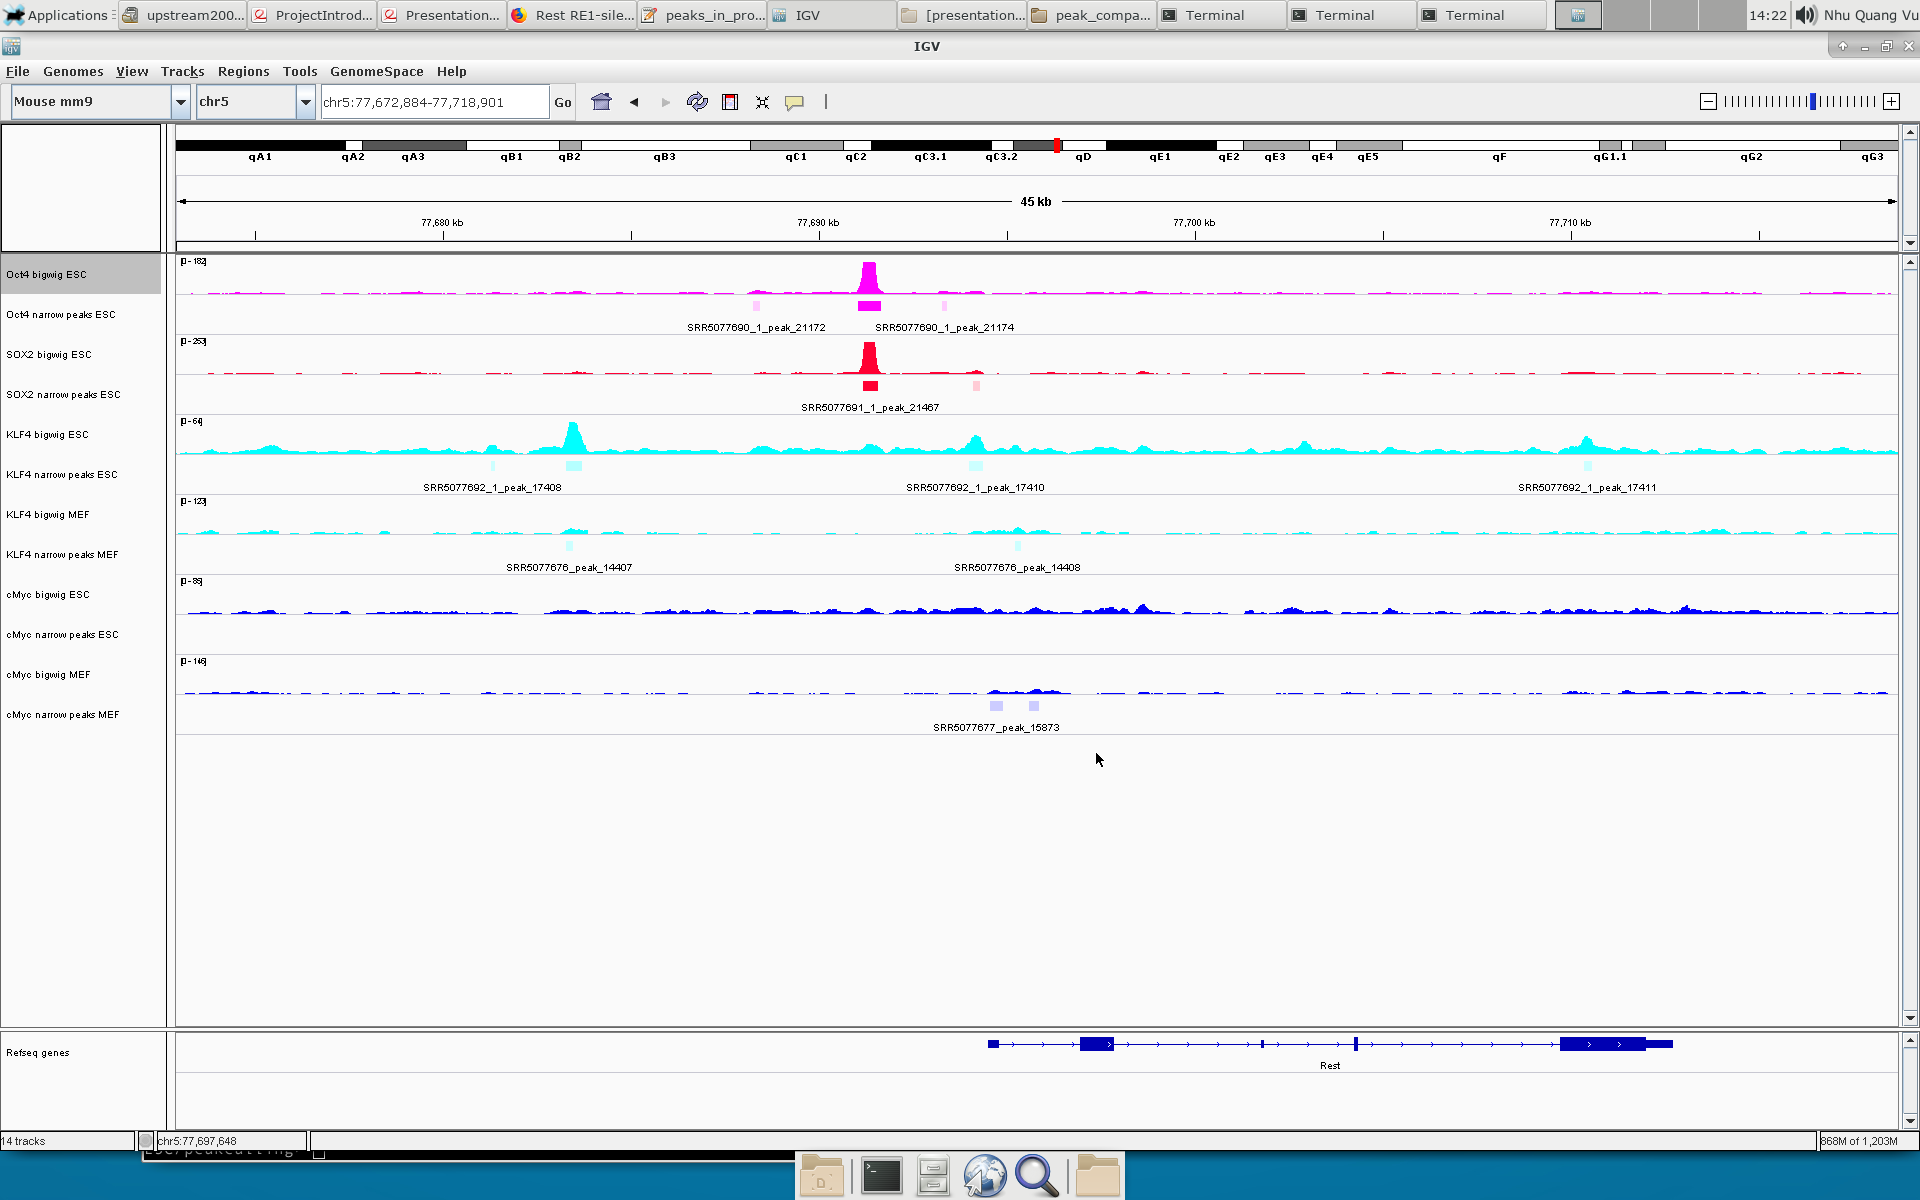 Applications upstream200... ProjectIntrod... Presentation... Rest RE1-sile... peaks_in_pro... IGV [presentation... peak_compa... Terminal Terminal Terminal 14:22 Nhu Quang Vu
IGV
File Genomes View Tracks Regions Tools GenomeSpace Help
Mouse mm9 chr5 chr5:77,672,884-77,718,901 Go
qA1 qA2 qA3 qB1 qB2 qB3 qC1 qC2 qC3.1 qC3.2 qD qE1 qE2 qE3 qE4 qE5 qF qG1.1 qG2 qG3
45 kb
77,680 kb 77,690 kb 77,700 kb 77,710 kb
[0-182]
Oct4 bigwig ESC
Oct4 narrow peaks ESC
SRR5077690_1_peak_21172 SRR5077690_1_peak_21174
[0-253]
SOX2 bigwig ESC
SOX2 narrow peaks ESC
SRR5077691_1_peak_21467
[0-64]
KLF4 bigwig ESC
KLF4 narrow peaks ESC
SRR5077692_1_peak_17408 SRR5077692_1_peak_17410 SRR5077692_1_peak_17411
[0-123]
KLF4 bigwig MEF
KLF4 narrow peaks MEF
SRR5077676_peak_14407 SRR5077676_peak_14408
[0-85]
cMyc bigwig ESC
cMyc narrow peaks ESC
[0-146]
cMyc bigwig MEF
cMyc narrow peaks MEF
SRR5077677_peak_15873
Refseq genes
Rest
14 tracks chr5:77,697,648 868M of 1,203M